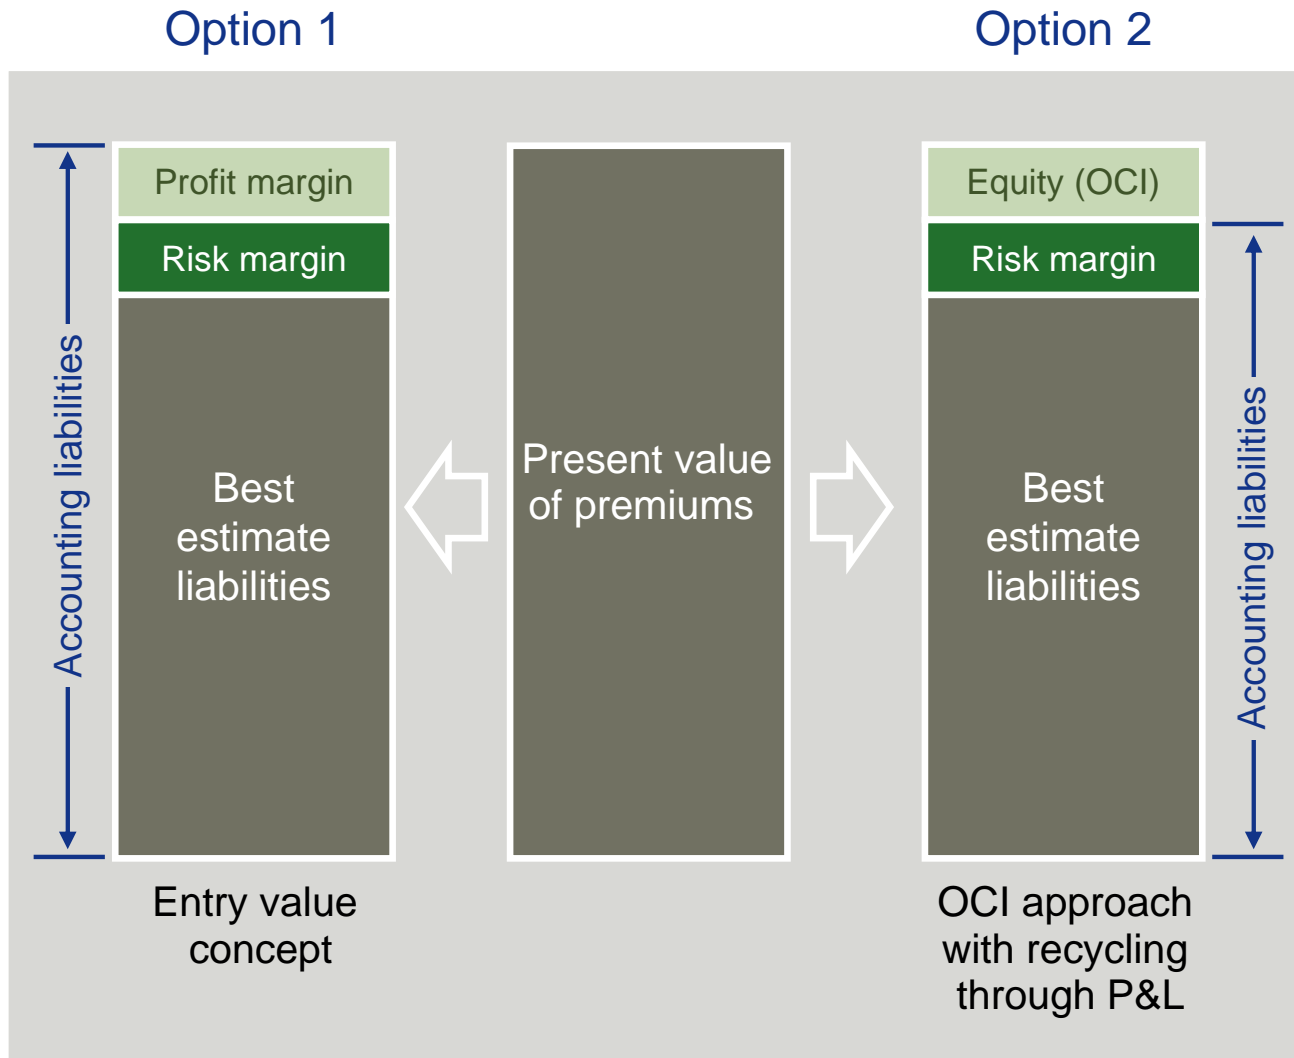 Option 1
Option 2
Profit margin
Risk margin
Best
estimate
liabilities
Accounting liabilities
Entry value
concept
Present value
of premiums
Equity (OCI)
Risk margin
Best
estimate
liabilities
Accounting liabilities
OCI approach
with recycling
through P&L